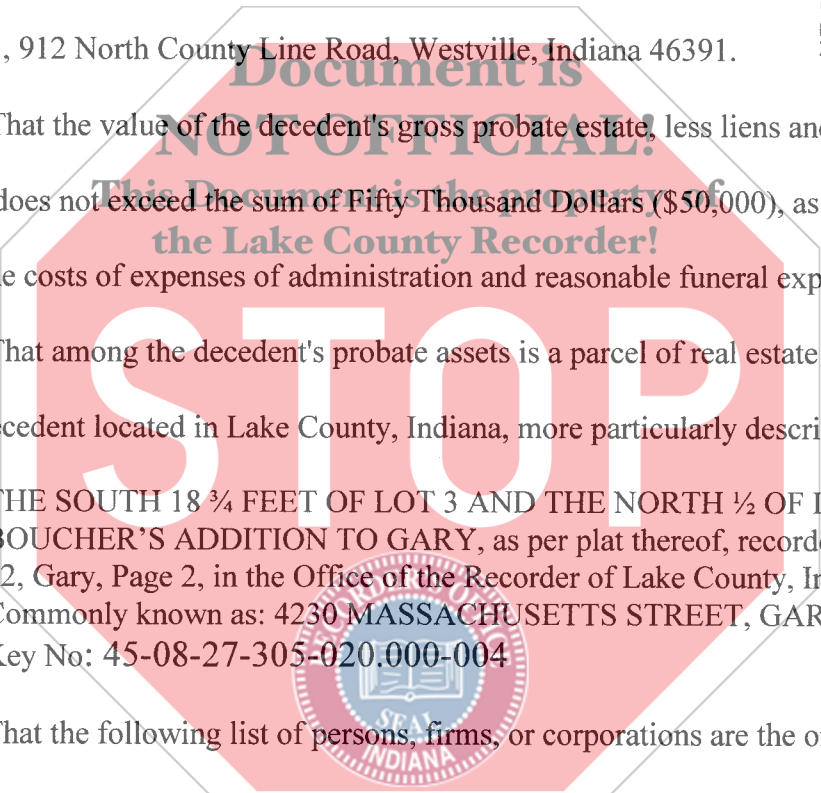 , 912 North County Line Road, Westville, Indiana 46391.
Document is
That the value of the decedent's gross probate estate, less liens and
NOT OFFICIAL!
does not exceed the sum of Fifty Thousand Dollars ($50,000), as
This Document is the property of
the Lake County Recorder!
e costs of expenses of administration and reasonable funeral exp
STOP
That among the decedent's probate assets is a parcel of real estate
ecedent located in Lake County, Indiana, more particularly descri
THE SOUTH 18 ¾ FEET OF LOT 3 AND THE NORTH ½ OF L
BOUCHER'S ADDITION TO GARY, as per plat thereof, recorde
2, Gary, Page 2, in the Office of the Recorder of Lake County, In
Commonly known as: 4230 MASSACHUSETTS STREET, GAR
Key No: 45-08-27-305-020.000-004
SEAL
INDIANA
That the following list of persons, firms, or corporations are the o